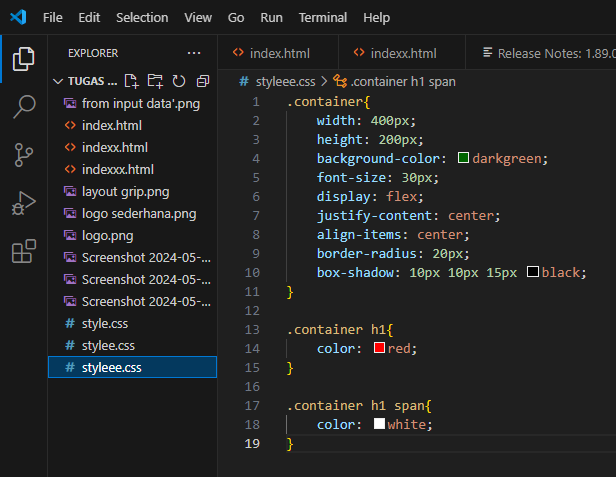 File Edit Selection View Go Run Terminal Help
EXPLORER ...
TUGAS
from input data'.png
index.html
indexx.html
indexxx.html
layout grip.png
logo sederhana.png
logo.png
Screenshot 2024-05-...
Screenshot 2024-05-...
Screenshot 2024-05-...
style.css
stylee.css
styleee.css
index.html indexx.html Release Notes: 1.89.0
styleee.css > .container h1 span
1 .container{
2 width: 400px;
3 height: 200px;
4 background-color: darkgreen;
5 font-size: 30px;
6 display: flex;
7 justify-content: center;
8 align-items: center;
9 border-radius: 20px;
10 box-shadow: 10px 10px 15px black;
11 }
12
13 .container h1{
14 color: red;
15 }
16
17 .container h1 span{
18 color: white;
19 }